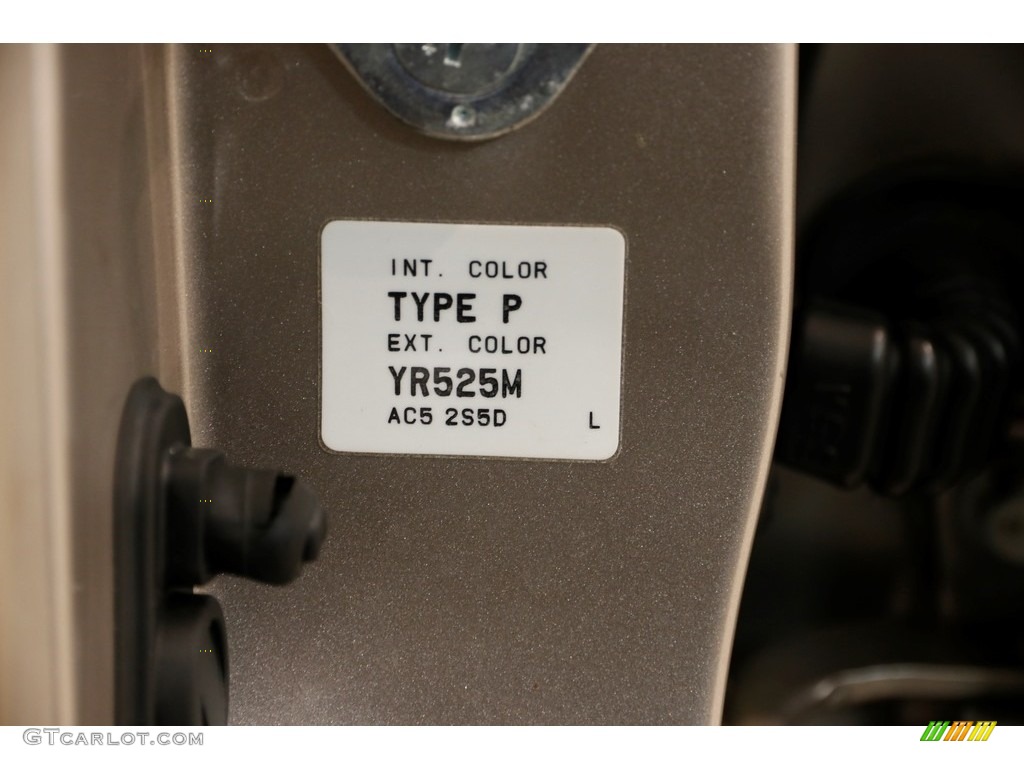 INT. COLOR
TYPE P
EXT. COLOR
YR525M
AC5 2S5D L
GTCARLOT.COM